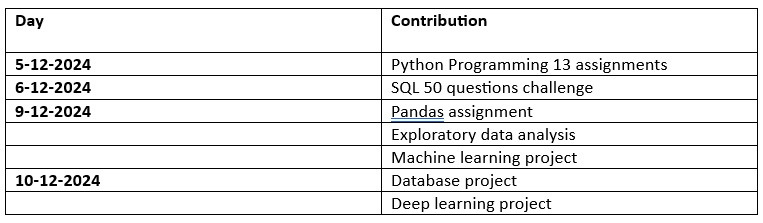 Day Contribution
5-12-2024 Python Programming 13 assignments
6-12-2024 SQL 50 questions challenge
9-12-2024 Pandas assignment
Exploratory data analysis
Machine learning project
10-12-2024 Database project
Deep learning project